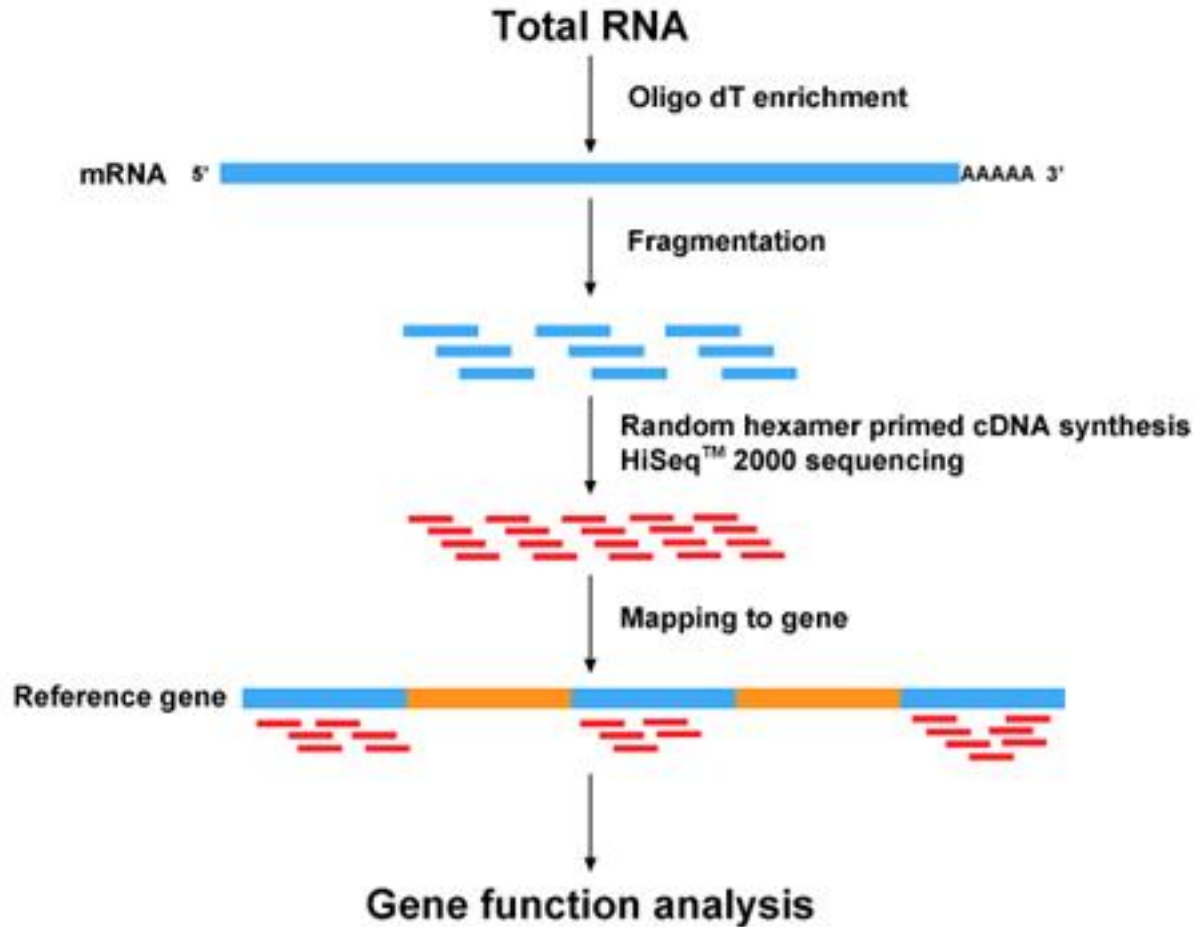 Total RNA
Oligo dT enrichment
mRNA 5' AAAAA 3'
Fragmentation
Random hexamer primed cDNA synthesis
HiSeq™ 2000 sequencing
Mapping to gene
Reference gene
Gene function analysis